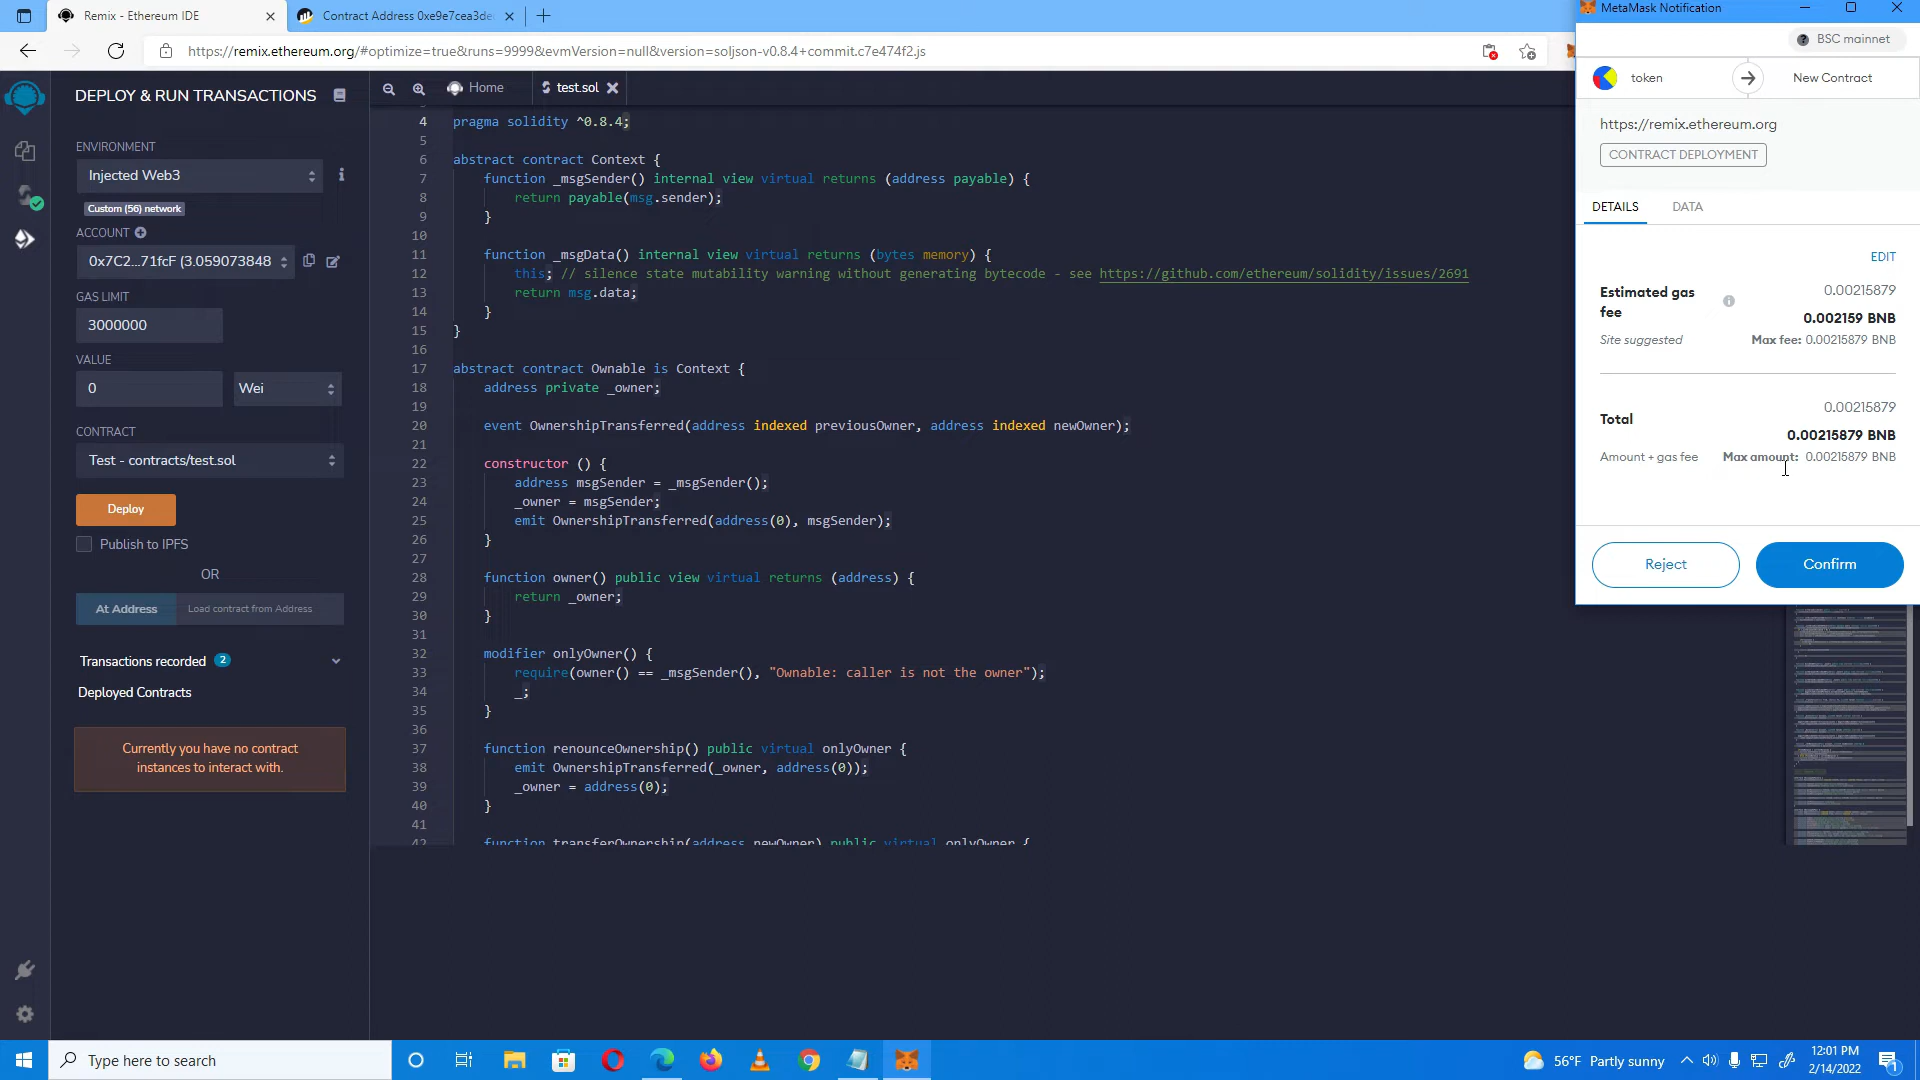 Remix - Ethereum IDE
Contract Address 0xe9e7cea3de
https://remix.ethereum.org/#optimize=true&runs=9999&evmVersion=null&version=soljson-v0.8.4+commit.c7e474f2.js
DEPLOY & RUN TRANSACTIONS
ENVIRONMENT
Injected Web3
Custom (56) network
ACCOUNT
0x7C2...71fcF (3.059073848
GAS LIMIT
3000000
VALUE
0
Wei
CONTRACT
Test - contracts/test.sol
Deploy
Publish to IPFS
OR
At Address
Load contract from Address
Transactions recorded 2
Deployed Contracts
Currently you have no contract
instances to interact with.
Home
test.sol
4 pragma solidity ^0.8.4;
5
6 abstract contract Context {
7 function _msgSender() internal view virtual returns (address payable) {
8 return payable(msg.sender);
9 }
10
11 function _msgData() internal view virtual returns (bytes memory) {
12 this; // silence state mutability warning without generating bytecode - see https://github.com/ethereum/solidity/issues/2691
13 return msg.data;
14 }
15 }
16
17 abstract contract Ownable is Context {
18 address private _owner;
19
20 event OwnershipTransferred(address indexed previousOwner, address indexed newOwner);
21
22 constructor () {
23 address msgSender = _msgSender();
24 _owner = msgSender;
25 emit OwnershipTransferred(address(0), msgSender);
26 }
27
28 function owner() public view virtual returns (address) {
29 return _owner;
30 }
31
32 modifier onlyOwner() {
33 require(owner() == _msgSender(), "Ownable: caller is not the owner");
34 _;
35 }
36
37 function renounceOwnership() public virtual onlyOwner {
38 emit OwnershipTransferred(_owner, address(0));
39 _owner = address(0);
40 }
41
42 function transferOwnership(address newOwner) public virtual onlyOwner {
MetaMask Notification
BSC mainnet
token
New Contract
https://remix.ethereum.org
CONTRACT DEPLOYMENT
DETAILS
DATA
EDIT
Estimated gas
fee
0.00215879
0.002159 BNB
Site suggested
Max fee: 0.00215879 BNB
0.00215879
Total
0.00215879 BNB
Amount + gas fee
Max amount: 0.00215879 BNB
Reject
Confirm
Type here to search
56°F Partly sunny
12:01 PM
2/14/2022
1